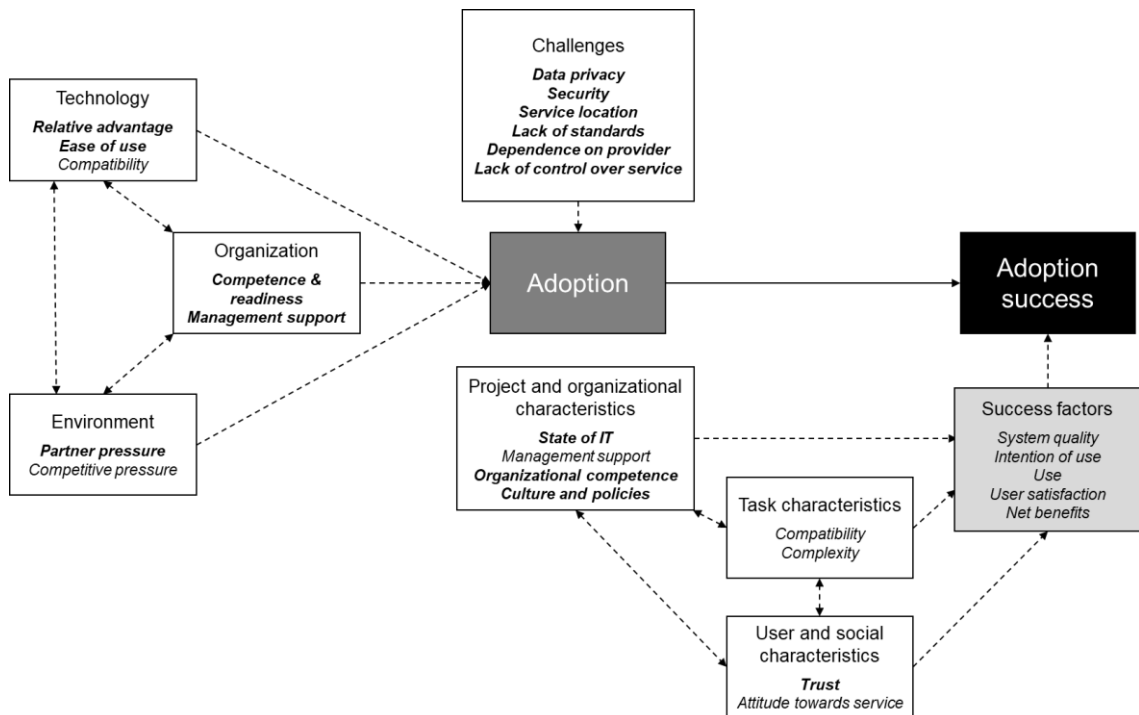 Challenges
Data privacy
Security
Service location
Lack of standards
Dependence on provider
Lack of control over service
Technology
Relative advantage
Ease of use
Compatibility
Organization
Competence &
readiness
Management support
Environment
Partner pressure
Competitive pressure
Adoption
Adoption
success
Project and organizational
characteristics
State of IT
Management support
Organizational competence
Culture and policies
Task characteristics
Compatibility
Complexity
User and social
characteristics
Trust
Attitude towards service
Success factors
System quality
Intention of use
Use
User satisfaction
Net benefits